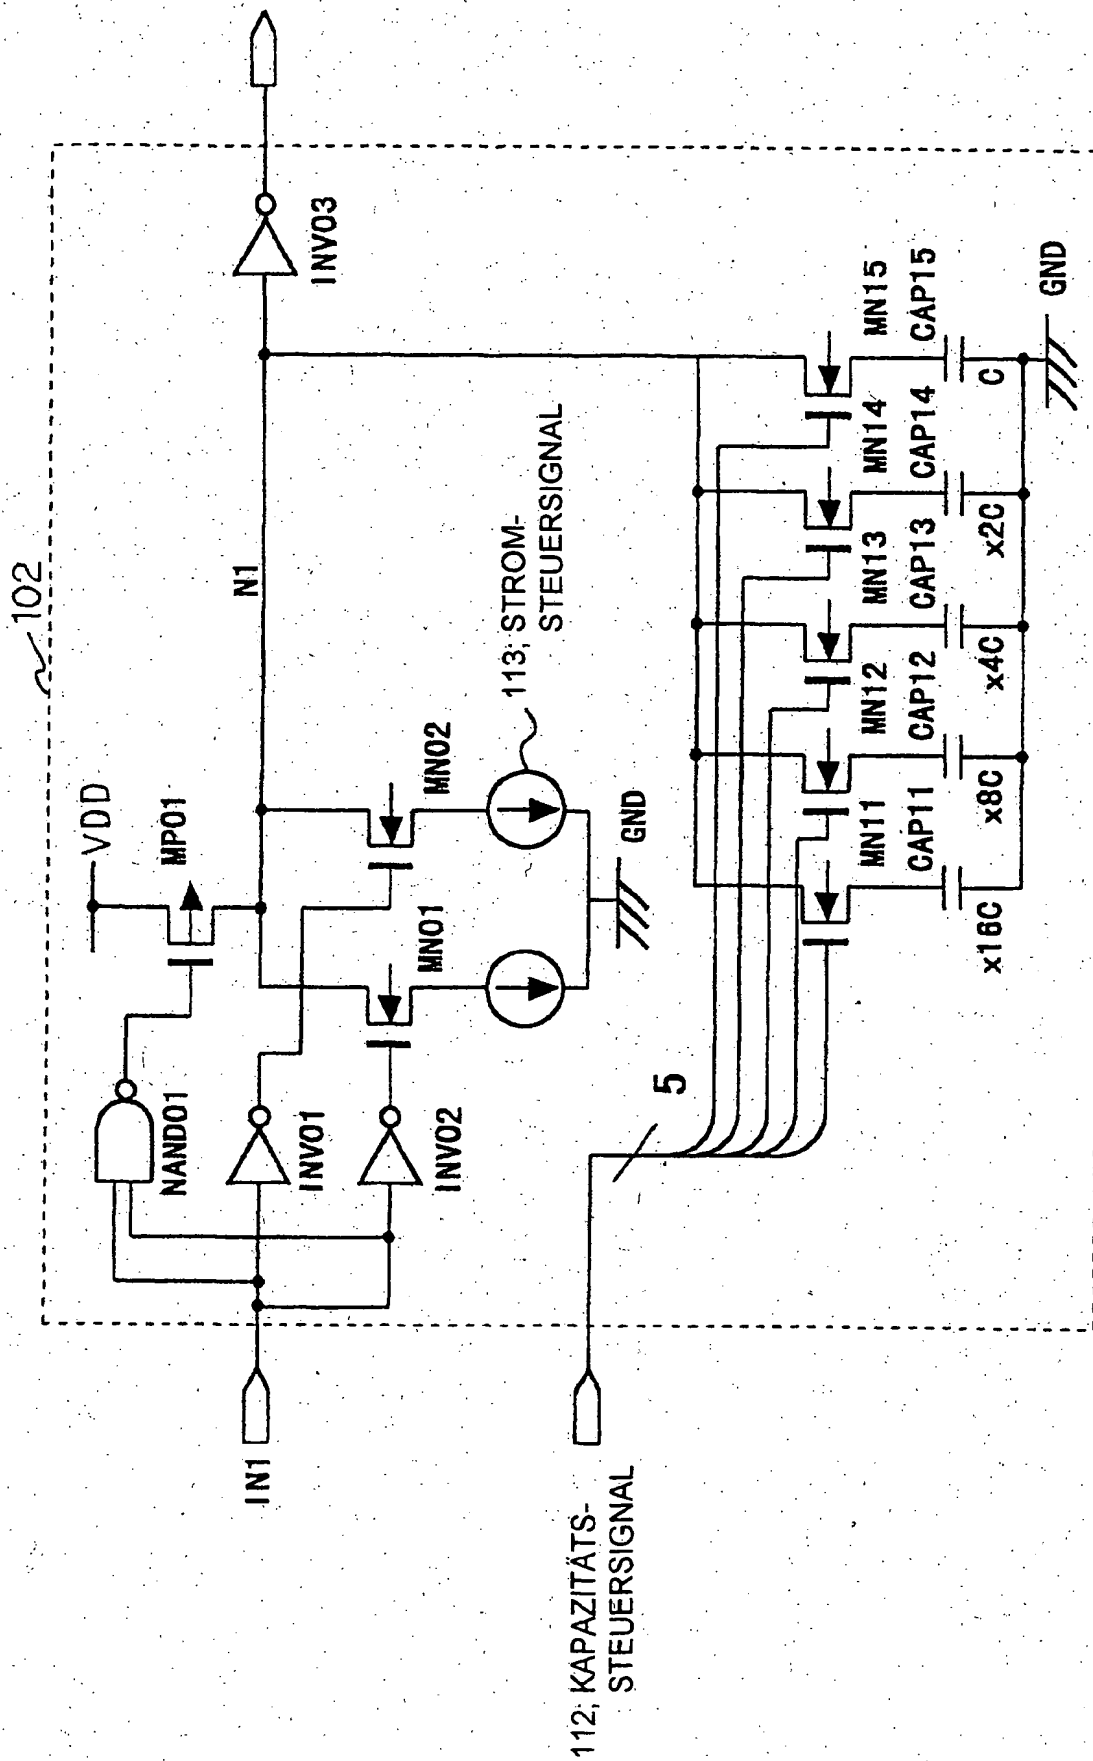 102
VDD
MP01
NAND01
INV01
INV02
MN01
MN02
N1
INV03
IN1
113; STROM-
STEUERSIGNAL
GND
112; KAPAZITÄTS-
STEUERSIGNAL
5
MN11
MN12
MN13
MN14
MN15
CAP11
CAP12
CAP13
CAP14
CAP15
x16C
x8C
x4C
x2C
C
GND